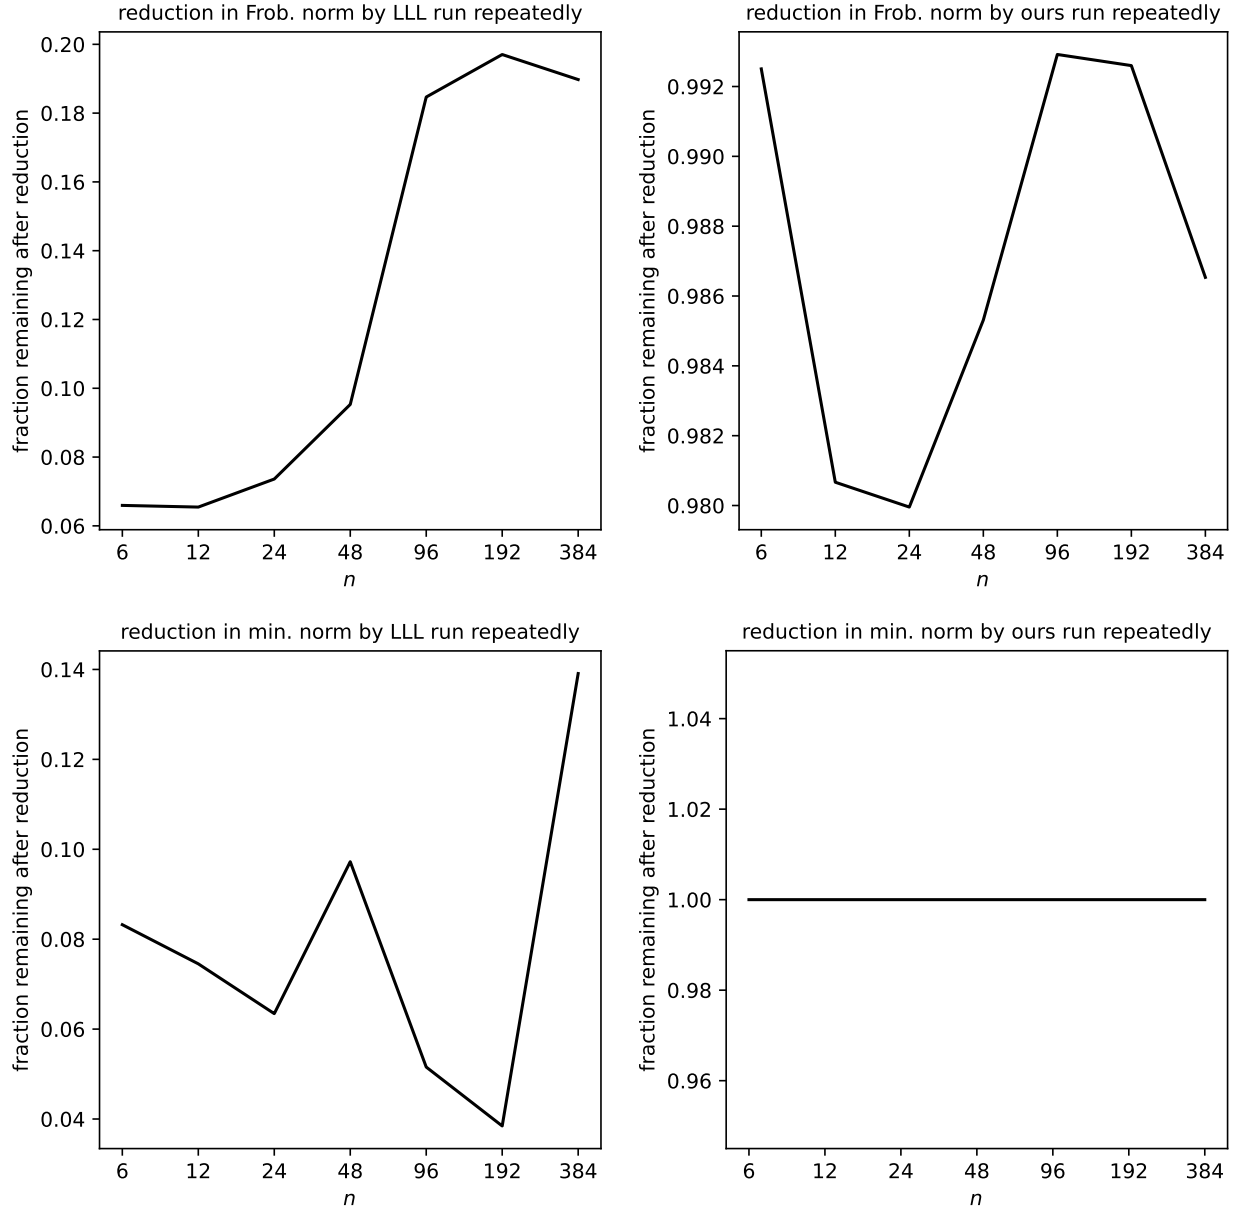 reduction in Frob. norm by LLL run repeatedly
fraction remaining after reduction
0.20
0.18
0.16
0.14
0.12
0.10
0.08
0.06
6 12 24 48 96 192 384
n
reduction in Frob. norm by ours run repeatedly
fraction remaining after reduction
0.992
0.990
0.988
0.986
0.984
0.982
0.980
6 12 24 48 96 192 384
n
reduction in min. norm by LLL run repeatedly
fraction remaining after reduction
0.14
0.12
0.10
0.08
0.06
0.04
6 12 24 48 96 192 384
n
reduction in min. norm by ours run repeatedly
fraction remaining after reduction
1.04
1.02
1.00
0.98
0.96
6 12 24 48 96 192 384
n